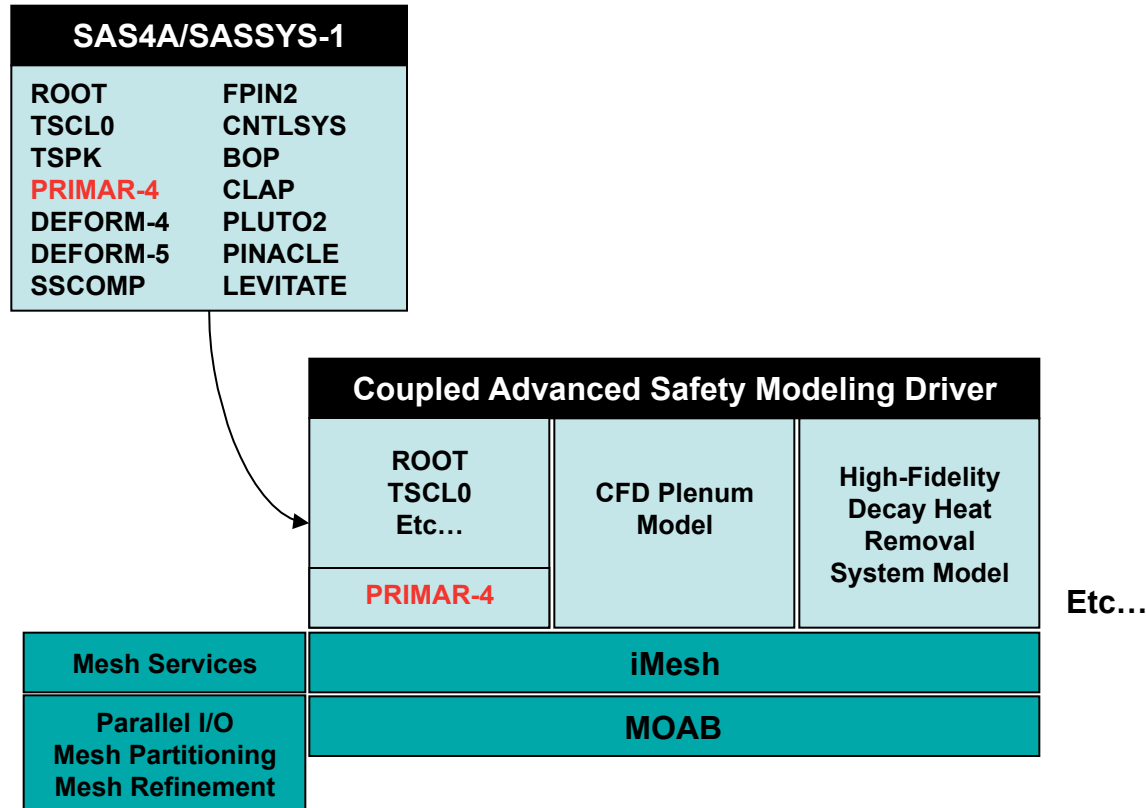 SAS4A/SASSYS-1
ROOT
TSCL0
TSPK
PRIMAR-4
DEFORM-4
DEFORM-5
SSCOMP
FPIN2
CNTLSYS
BOP
CLAP
PLUTO2
PINACLE
LEVITATE
Coupled Advanced Safety Modeling Driver
ROOT
TSCL0
Etc...
PRIMAR-4
CFD Plenum
Model
High-Fidelity
Decay Heat
Removal
System Model
Etc...
Mesh Services
iMesh
Parallel I/O
Mesh Partitioning
Mesh Refinement
MOAB